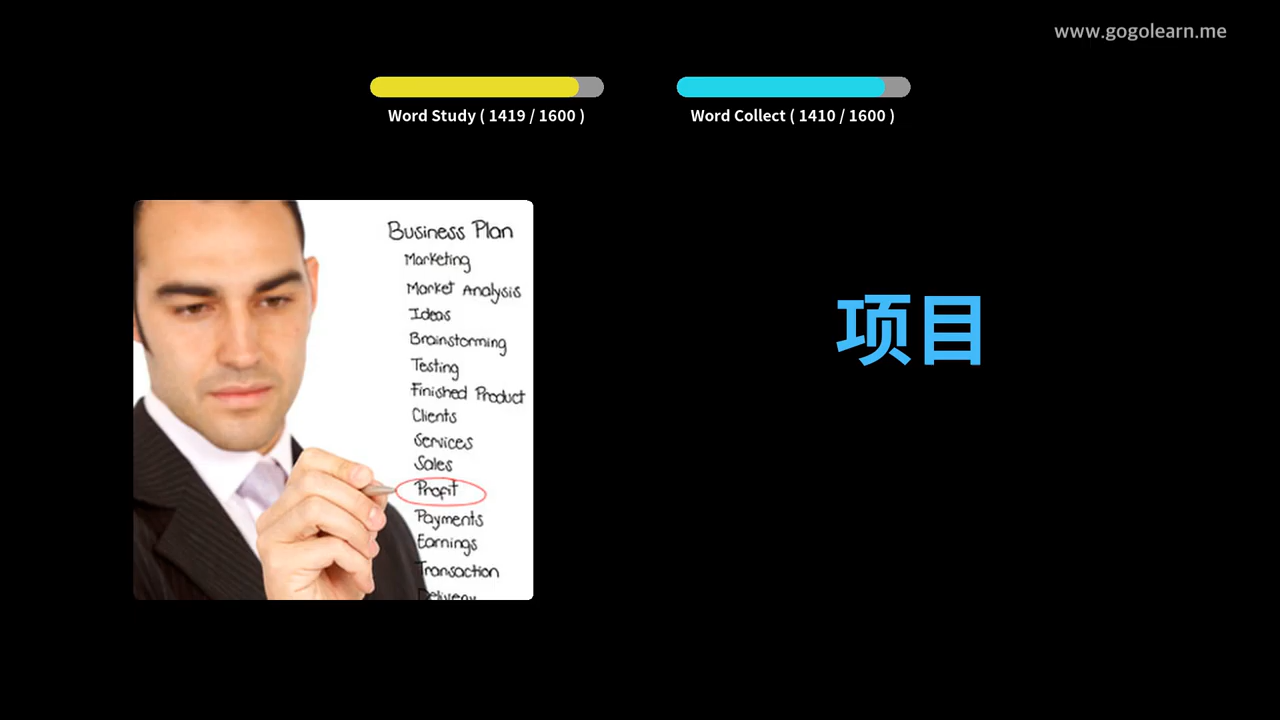 www.gogolearn.me
Word Study ( 1419 / 1600 )
Word Collect ( 1410 / 1600 )
Business Plan
Marketing
Market Analysis
Ideas
Brainstorming
Testing
Finished Product
Clients
Services
Sales
Profit
Payments
Earnings
Transaction
Delivery
项目